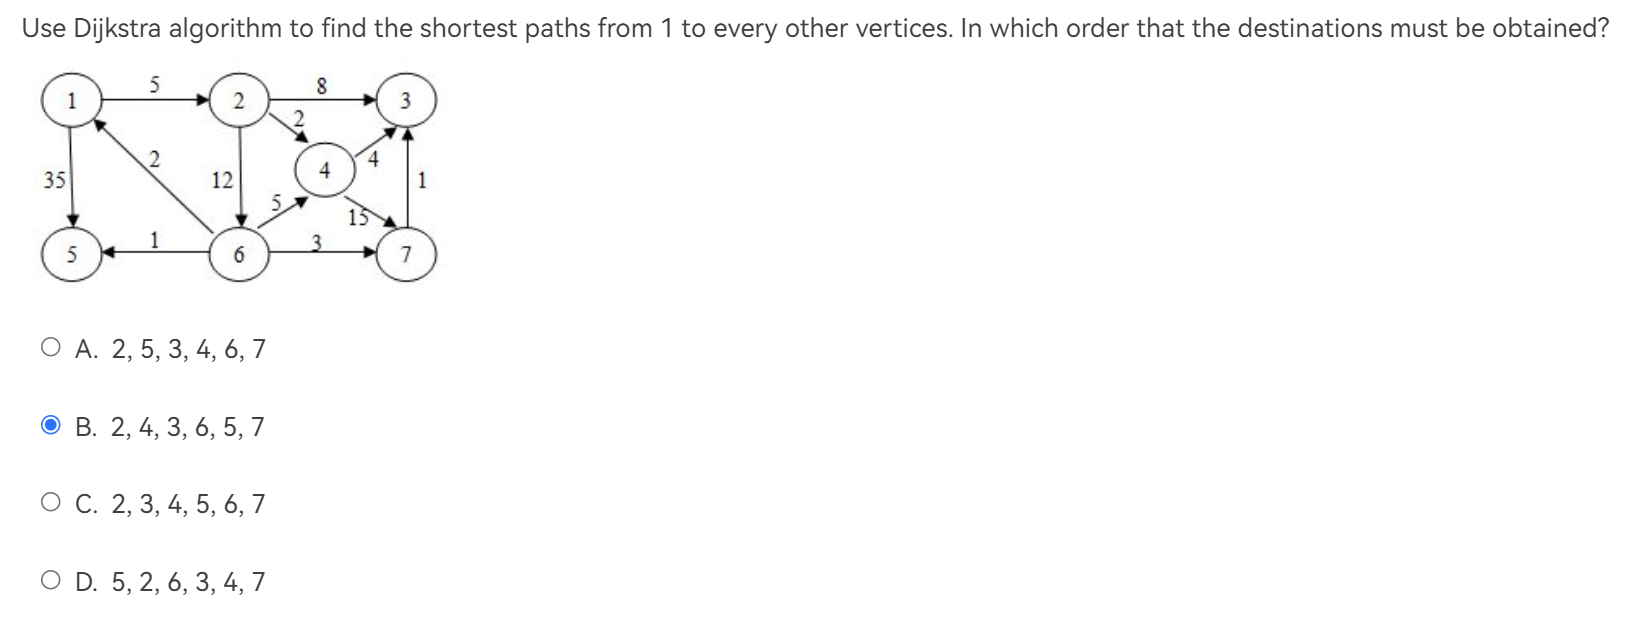 Use Dijkstra algorithm to find the shortest paths from 1 to every other vertices. In which order that the destinations must be obtained?
5 8
1 2 3
2
2 4 4
35 12 1
5 15
1 3
5 6 7
A. 2, 5, 3, 4, 6, 7
B. 2, 4, 3, 6, 5, 7
C. 2, 3, 4, 5, 6, 7
D. 5, 2, 6, 3, 4, 7